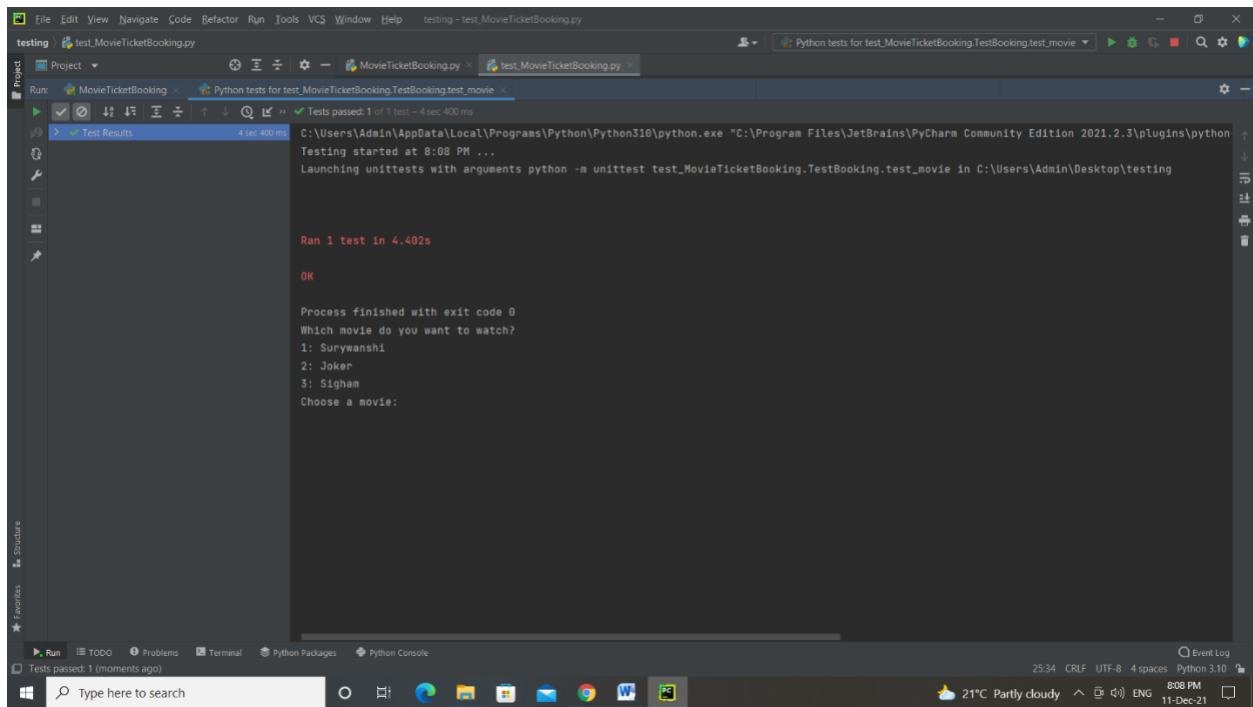 File Edit View Navigate Code Refactor Run Tools VCS Window Help testing - test_MovieTicketBooking.py
testing test_MovieTicketBooking.py Python tests for test_MovieTicketBooking.TestBooking.test_movie
Project MovieTicketBooking.py test_MovieTicketBooking.py
Run: MovieTicketBooking Python tests for test_MovieTicketBooking.TestBooking.test_movie
Tests passed: 1 of 1 test – 4 sec 400 ms
Test Results 4 sec 400 ms
C:\Users\Admin\AppData\Local\Programs\Python\Python310\python.exe "C:\Program Files\JetBrains\PyCharm Community Edition 2021.2.3\plugins\python
Testing started at 8:08 PM ...
Launching unittests with arguments python -m unittest test_MovieTicketBooking.TestBooking.test_movie in C:\Users\Admin\Desktop\testing
Ran 1 test in 4.402s
OK
Process finished with exit code 0
Which movie do you want to watch?
1: Surywanshi
2: Joker
3: Sigham
Choose a movie:
Project
Structure
Favorites
Run TODO Problems Terminal Python Packages Python Console Event Log
Tests passed: 1 (moments ago) 25:34 CRLF UTF-8 4 spaces Python 3.10
Type here to search 21°C Partly cloudy ENG 8:08 PM
11-Dec-21